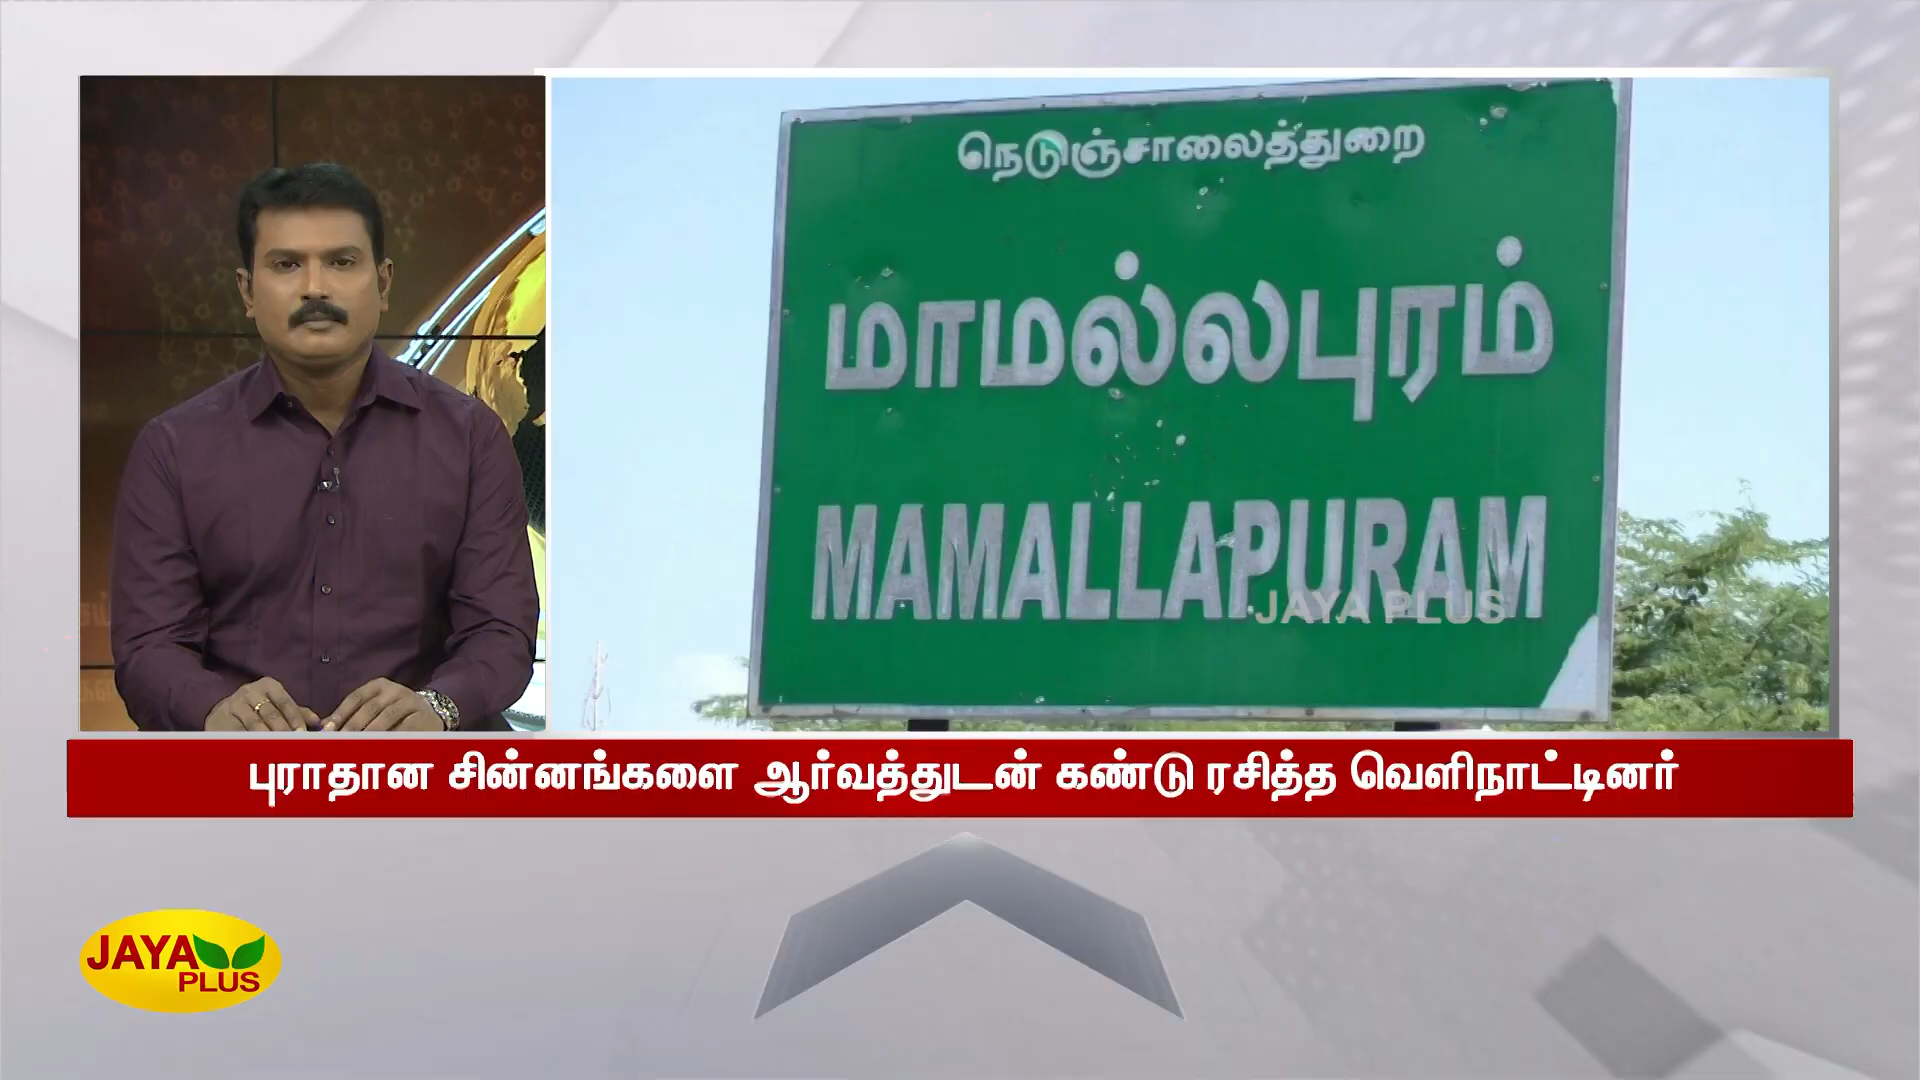 நெடுஞ்சாலைத்துறை
மாமல்லபுரம்
MAMALLAPURAM
JAYA PLUS
புராதான சின்னங்களை ஆர்வத்துடன் கண்டு ரசித்த வெளிநாட்டினர்
JAYA
PLUS